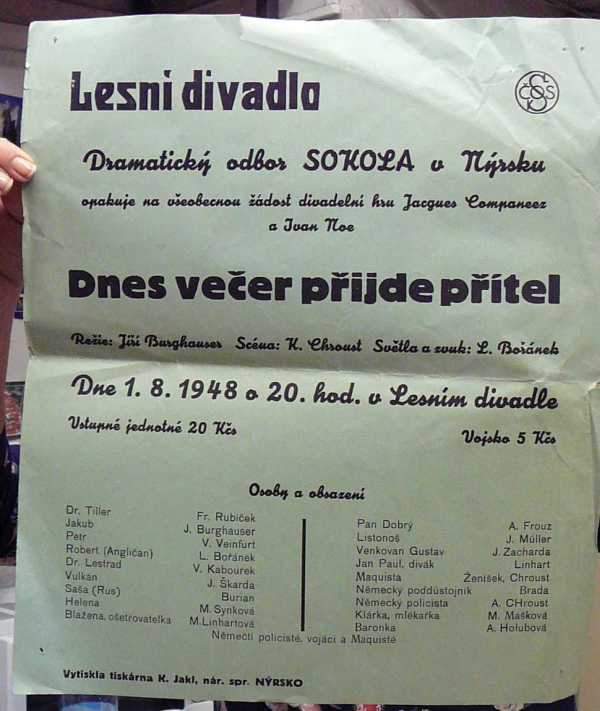 Lesní divadlo
ČOS
Dramatický odbor SOKOLA v Nýrsku
opakuje na všeobecnou žádost divadelní hru Jacques Companeez
a Ivan Noe
Dnes večer přijde přítel
Režie: Jiří Burghauser Scéna: K. Chroust Světla a zvuk: L. Bořánek
Dne 1. 8. 1948 o 20. hod. v Lesním divadle
Vstupné jednotné 20 Kčs
Vojsko 5 Kčs
Osoby a obsazení
Dr. Tiller Fr. Rubiček
Jakub J. Burghauser
Petr V. Veinfurt
Robert (Angličan) L. Bořánek
Dr. Lestrad V. Kabourek
Vulkán J. Škarda
Saša (Rus) Burian
Helena M. Synková
Blažena, ošetrovatelka M.Linhartová
Pan Dobrý A. Frouz
Listonoš J. Müller
Venkovan Gustav J. Zacharda
Jan Paul, divák Linhart
Maquista Ženíšek, Chroust
Německý poddůstojník Brada
Německý policista A. CHroust
Klárka, mlékařka M. Mašková
Baronka A. Holubová
Němečtí policisté, vojáci a Maquisté
Vytiskla tiskárna K. Jakl, nár. spr. NÝRSKO